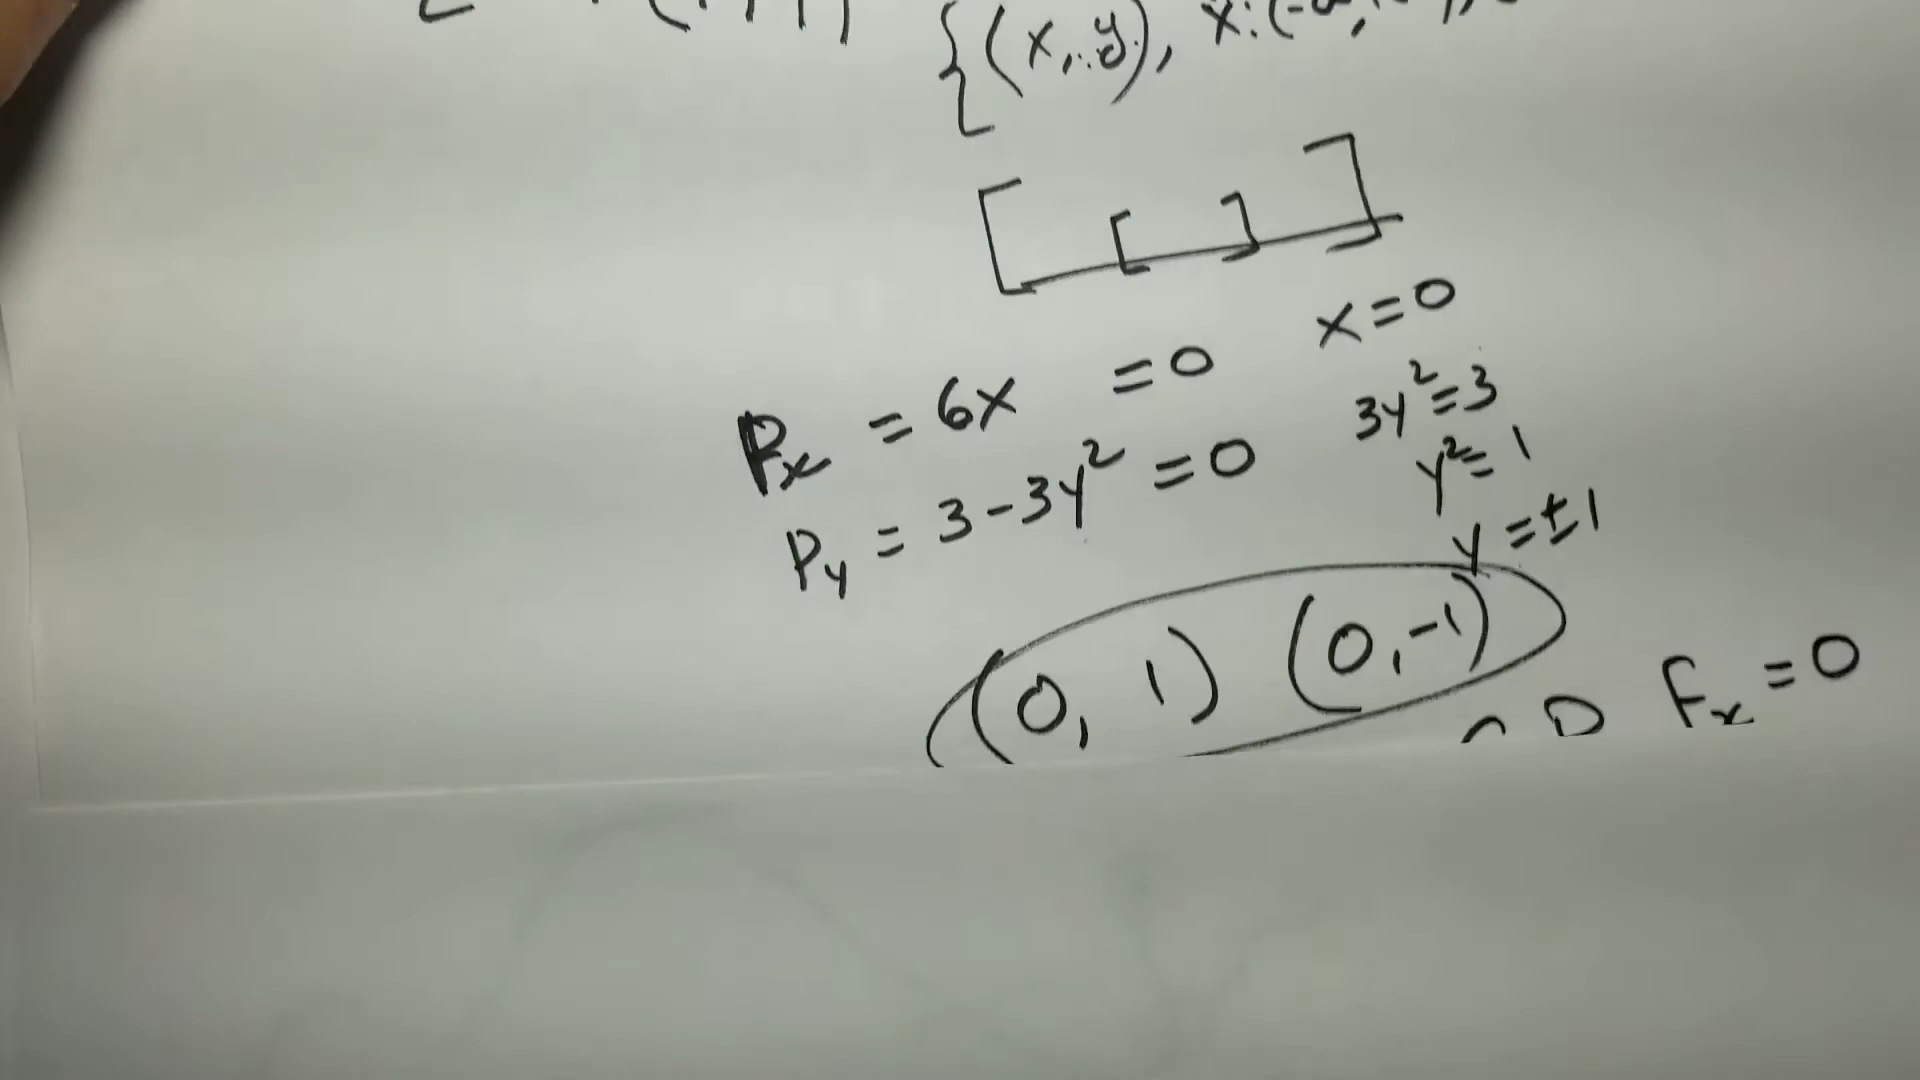 {(x, y), x:(-∞,
[ [ ] ]
Px = 6x = 0 x = 0
Py = 3 - 3y² = 0 3y² = 3
y² = 1
y = ±1
(0, 1) (0, -1)
D Fx = 0